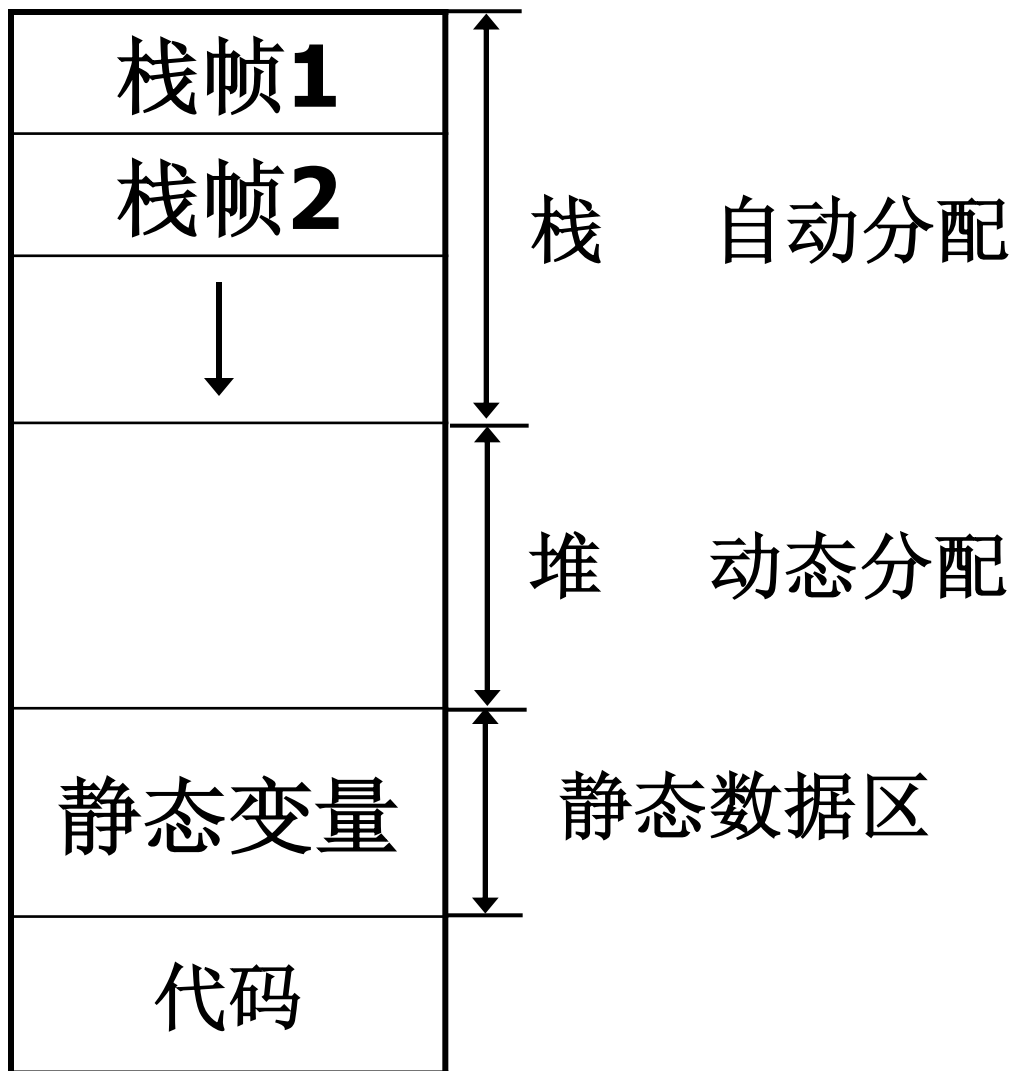 栈帧1
栈帧2
栈 自动分配
堆 动态分配
静态变量 静态数据区
代码